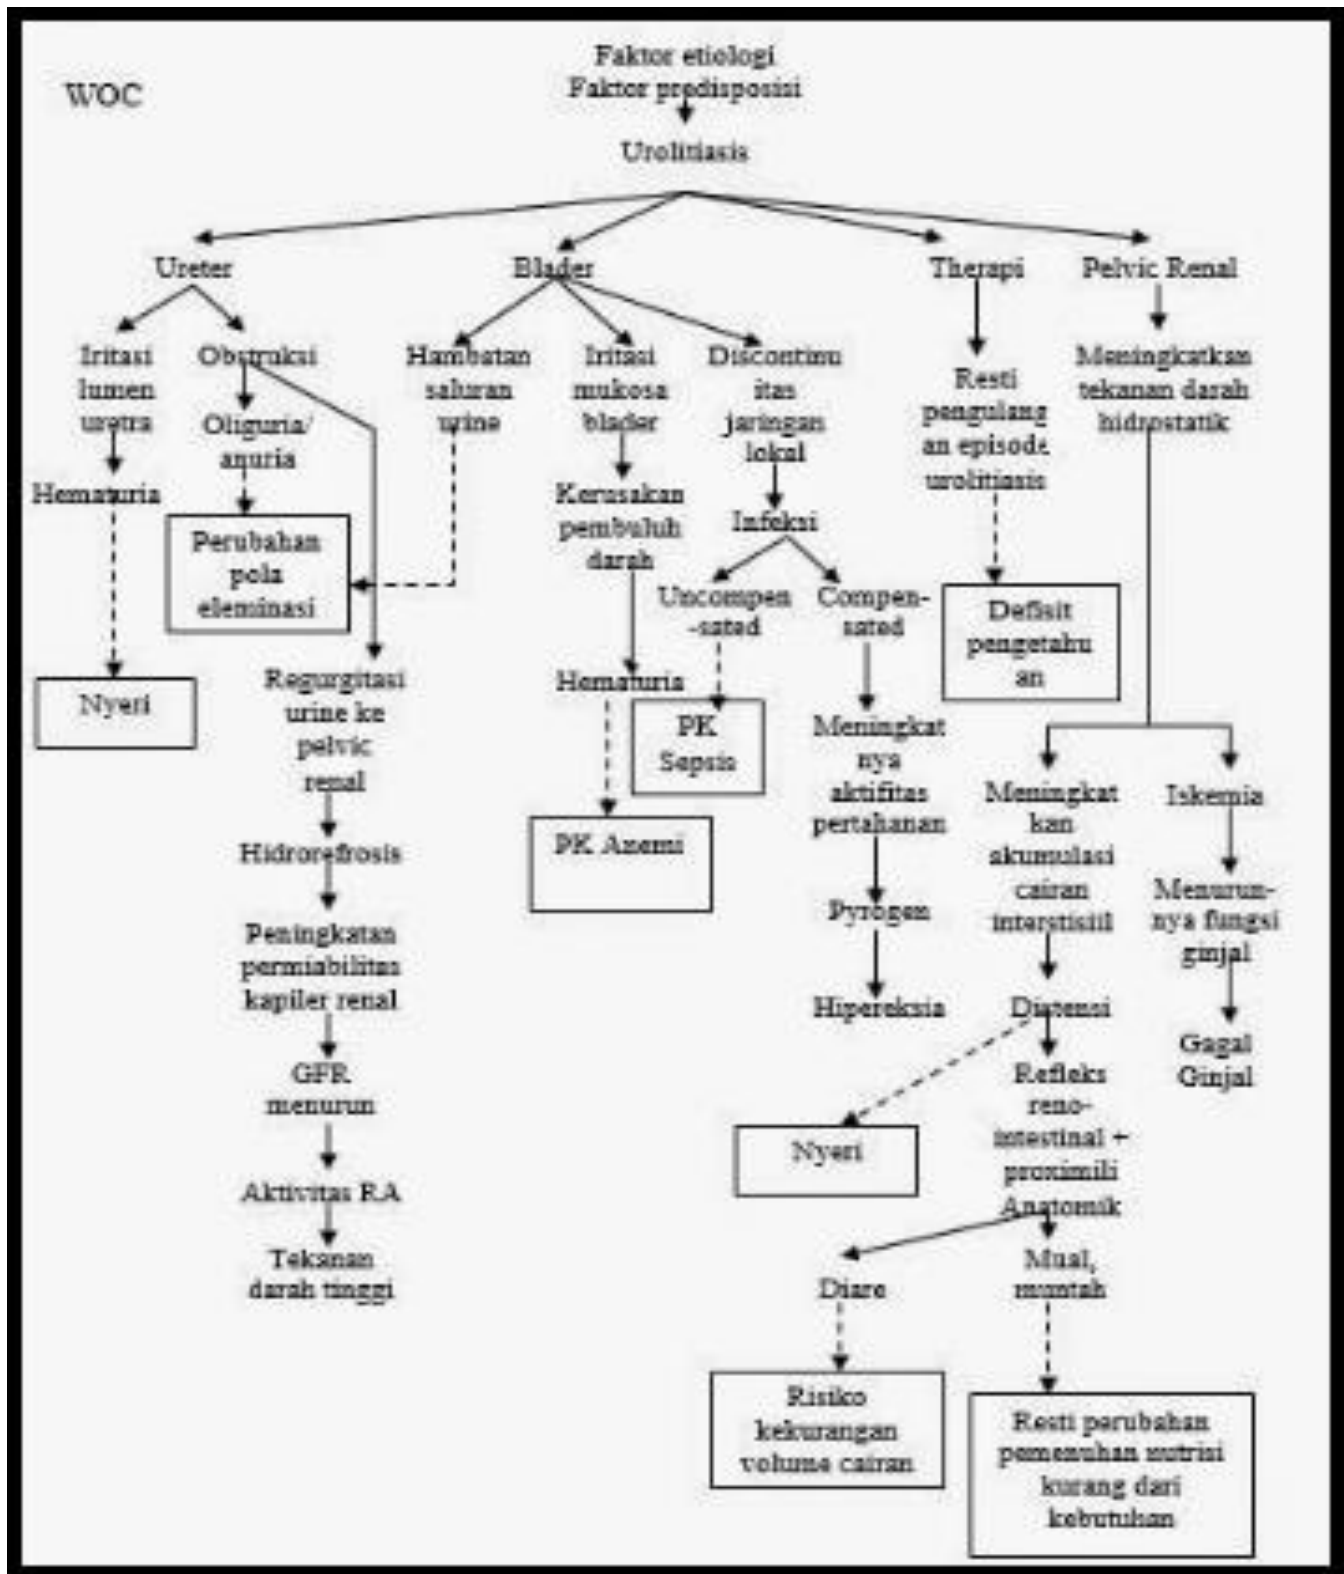 WOC
Faktor etiologi
Faktor predisposisi
Urolitiasis
Ureter
Blader
Therapi
Pelvic Renal
Iritasi
lumen
uretra
Obstruksi
Hambatan
saluran
urine
Iritasi
mukosa
blader
Discontinu
itas
jaringan
lokal
Resti
pengulang
an episode
urolitiasis
Meningkatkan
tekanan darah
hidrostatik
Oliguria/
anuria
Hematuria
Kerusakan
pembuluh
darah
Infeksi
Perubahan
pola
eleminasi
Uncompen
-sated
Compen-
sated
Defisit
pengetahu
an
Nyeri
Regurgitasi
urine ke
pelvic
renal
Hematuria
PK
Sepsis
Meningkat
nya
aktifitas
pertahanan
Meningkat
kan
akumulasi
cairan
interstisiil
Iskemia
PK Anemi
Hidrorefrosis
Menurun-
nya fungsi
ginjal
Pyrogen
Peningkatan
permiabilitas
kapiler renal
Hipereksia
Distensi
Gagal
Ginjal
GFR
menurun
Refleks
reno-
intestinal +
proximili
Anatomik
Nyeri
Aktivitas RA
Tekanan
darah tinggi
Diare
Mual,
muntah
Risiko
kekurangan
volume cairan
Resti perubahan
pemenuhan nutrisi
kurang dari
kebutuhan